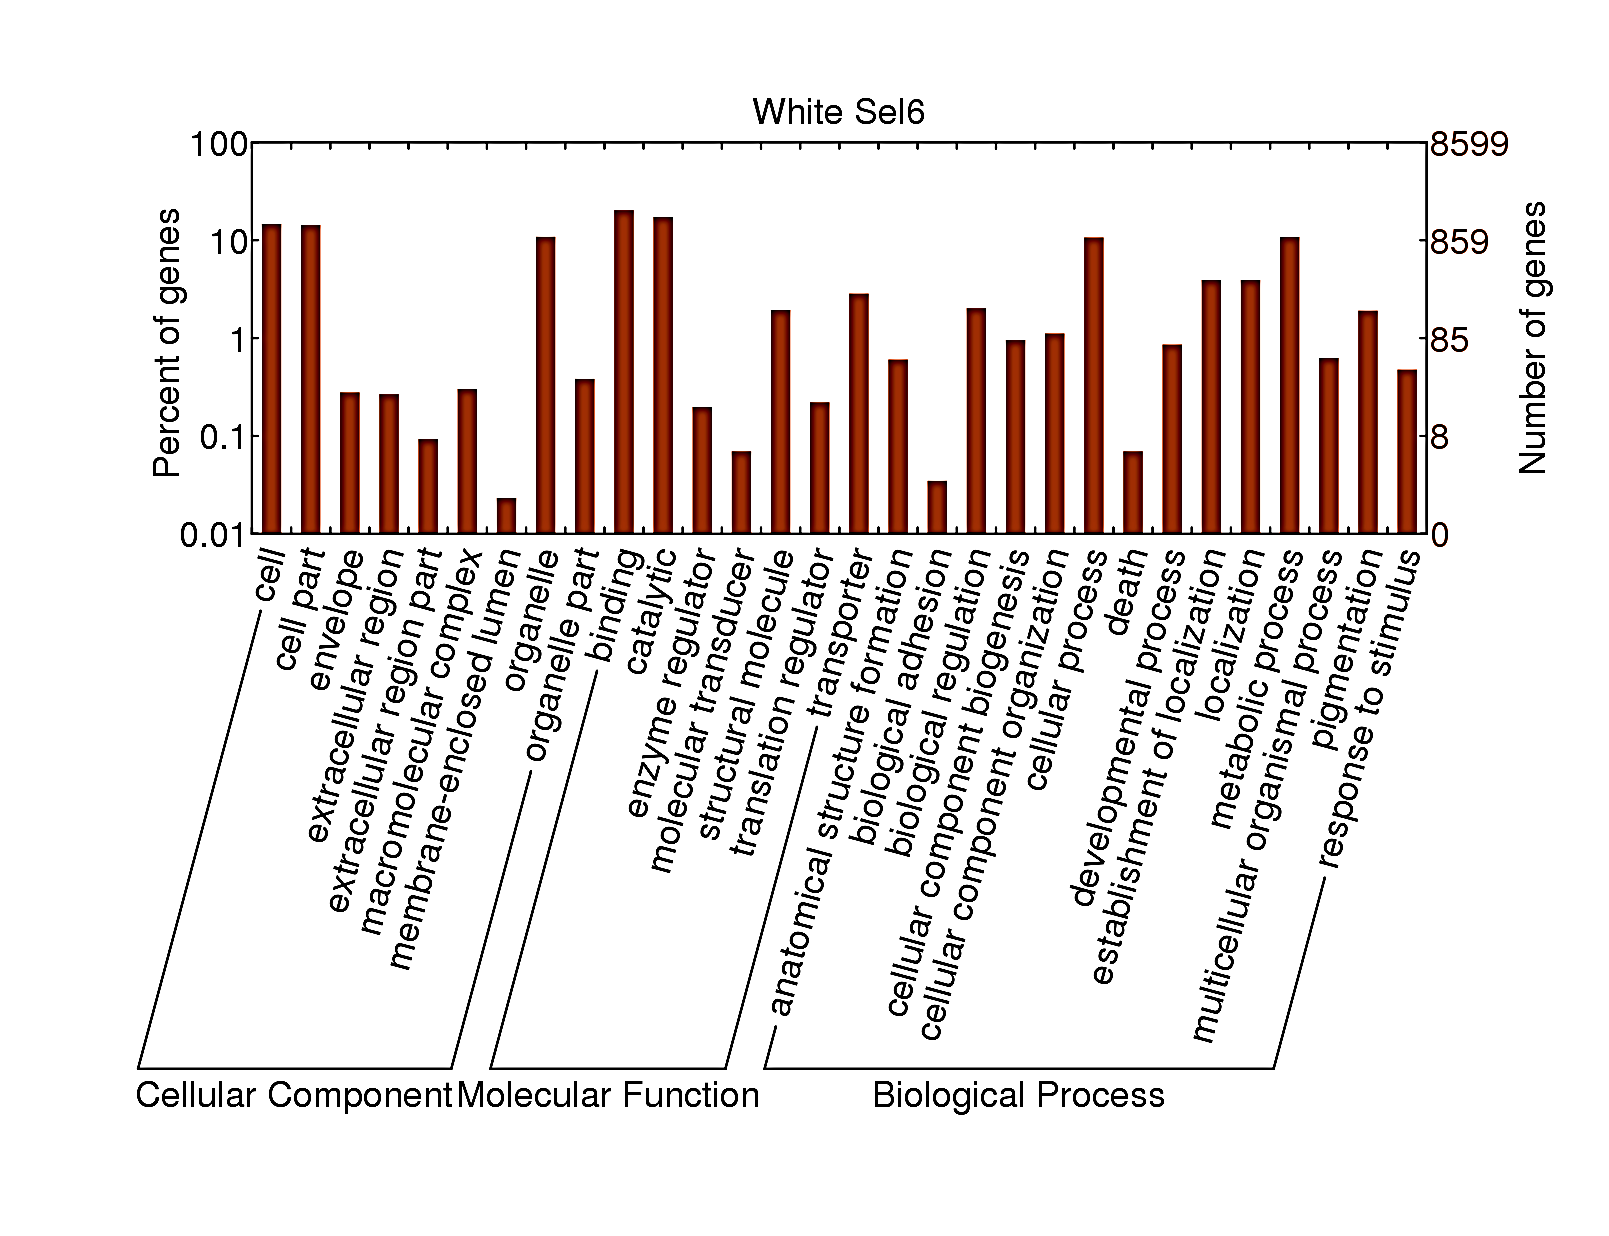 White Sel6
100
10
1
0.1
0.01
Percent of genes
8599
859
85
8
0
Number of genes
cell
cell part
envelope
extracellular region
extracellular region part
macromolecular complex
membrane-enclosed lumen
organelle
organelle part
binding
catalytic
enzyme regulator
molecular transducer
structural molecule
translation regulator
transporter
anatomical structure formation
biological adhesion
biological regulation
cellular component biogenesis
cellular component organization
cellular process
death
developmental process
establishment of localization
localization
metabolic process
multicellular organismal process
pigmentation
response to stimulus
Cellular Component
Molecular Function
Biological Process